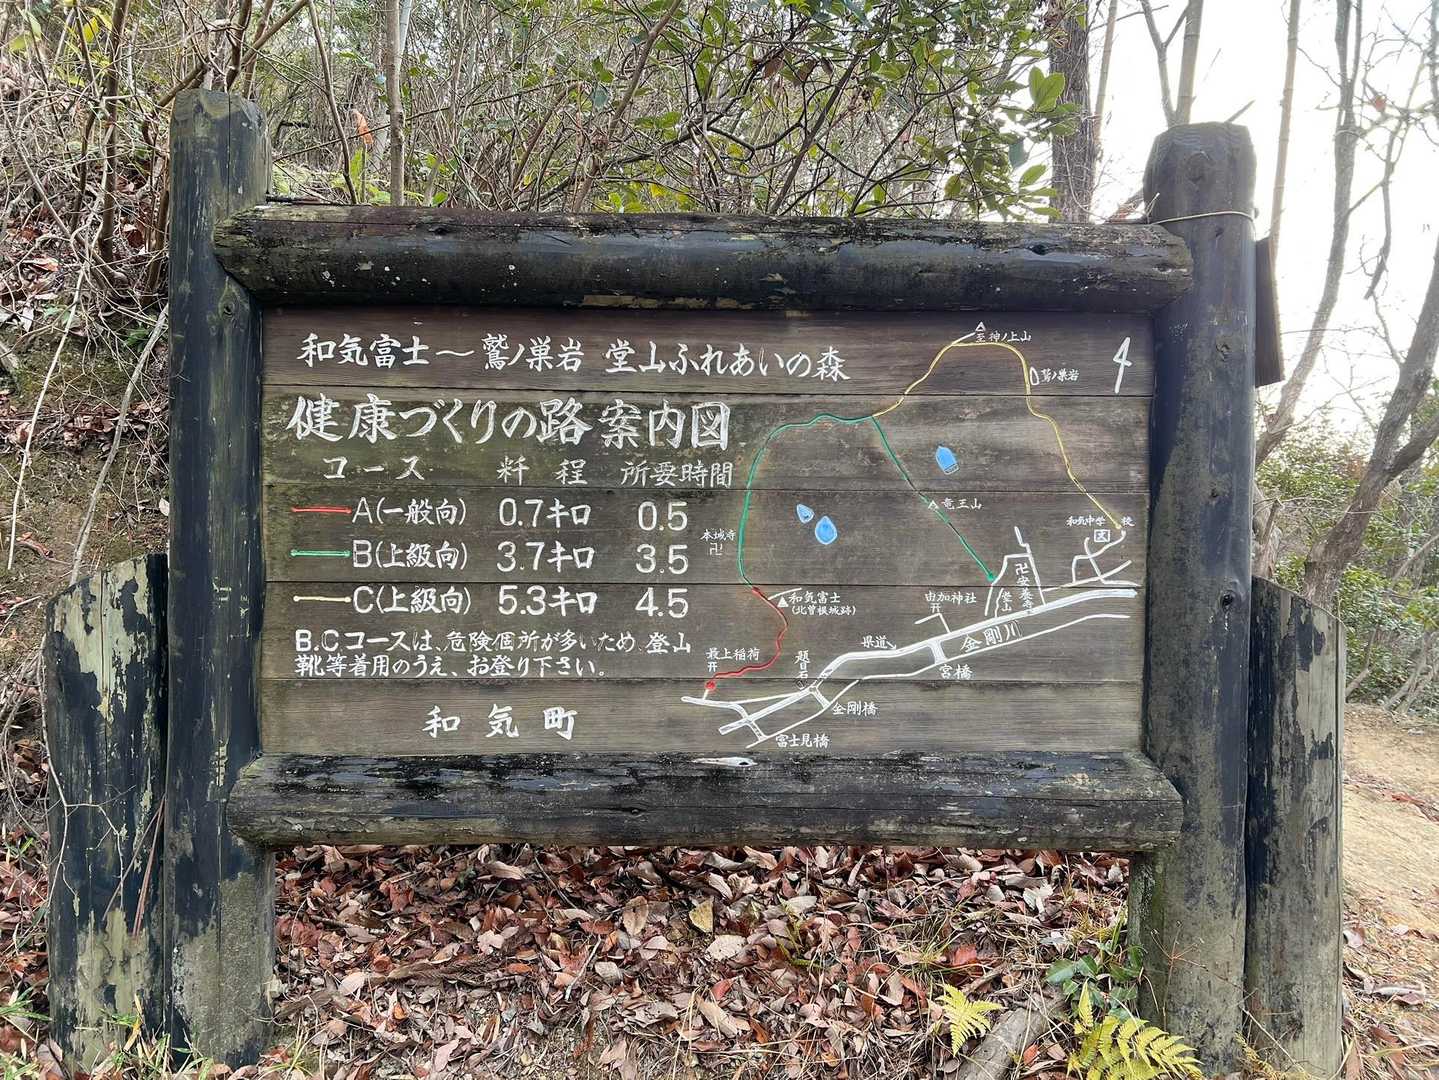 和気富士～鷲ノ巣岩 堂山ふれあいの森
健康づくりの路案内図
コース 粁程 所要時間
A(一般向) 0.7キロ 0.5
B(上級向) 3.7キロ 3.5
C(上級向) 5.3キロ 4.5
B.Cコースは、危険個所が多いため、登山
靴等着用のうえ、お登り下さい。
和気町
至神ノ上山
鷲ノ巣岩
竜王山
和気中学校
本城寺
卍
和気富士
(北曽根城跡)
由加神社
卍安養寺
登山
県道
金剛川
宮橋
最上稲荷
題目石
金剛橋
富士見橋